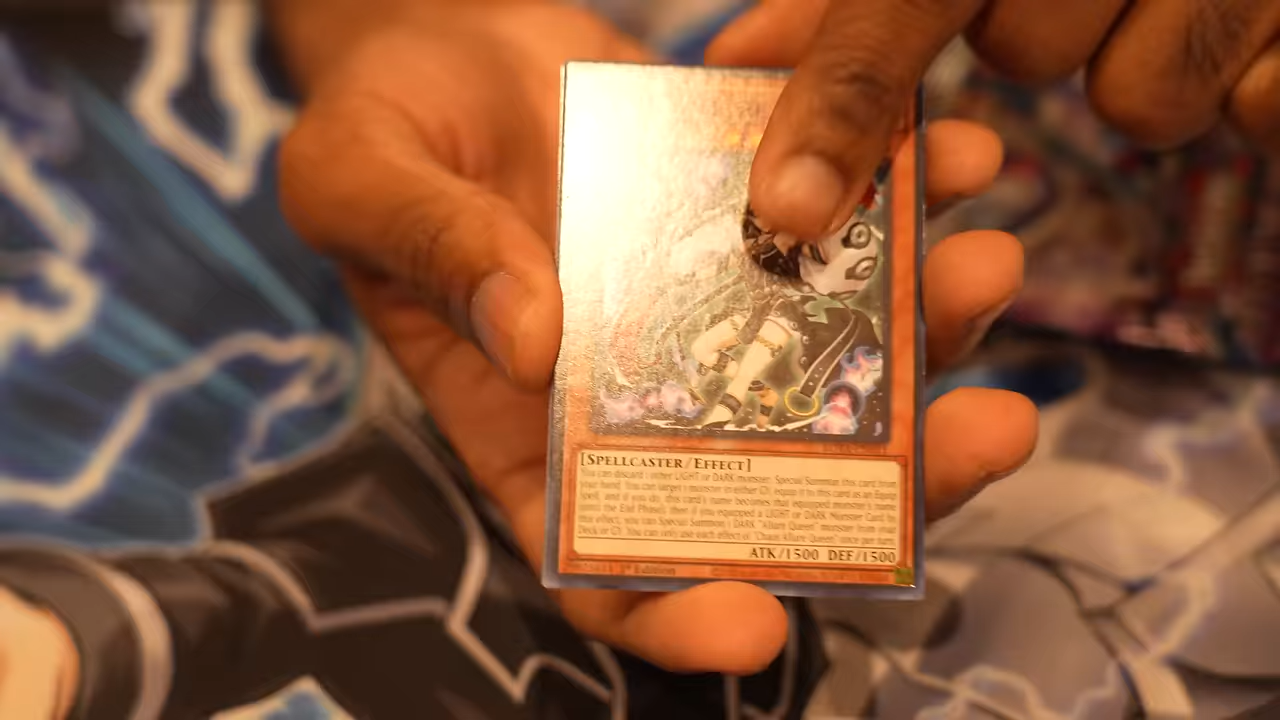 [SPELLCASTER/EFFECT]
You can discard 1 other LIGHT or DARK monster; Special Summon this card from
your hand. You can target 1 monster in either GY; equip it to this card as an Equip
Spell, and if you do, this card's name becomes that equipped monster's name
until the End Phase, then if you equipped a LIGHT or DARK Monster Card by
this effect, you can Special Summon 1 DARK "Allure Queen" monster from your
Deck or GY. You can only use each effect of "Chaos Allure Queen" once per turn.
ATK/1500 DEF/1500
1st Edition